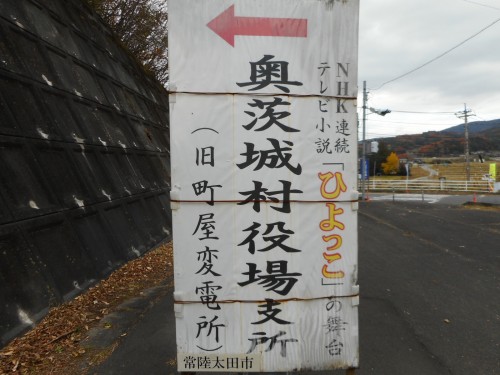 NHK連続
テレビ小説
「ひよっこ」の舞台
奥茨城村役場支所
(旧町屋変電所)
常陸太田市